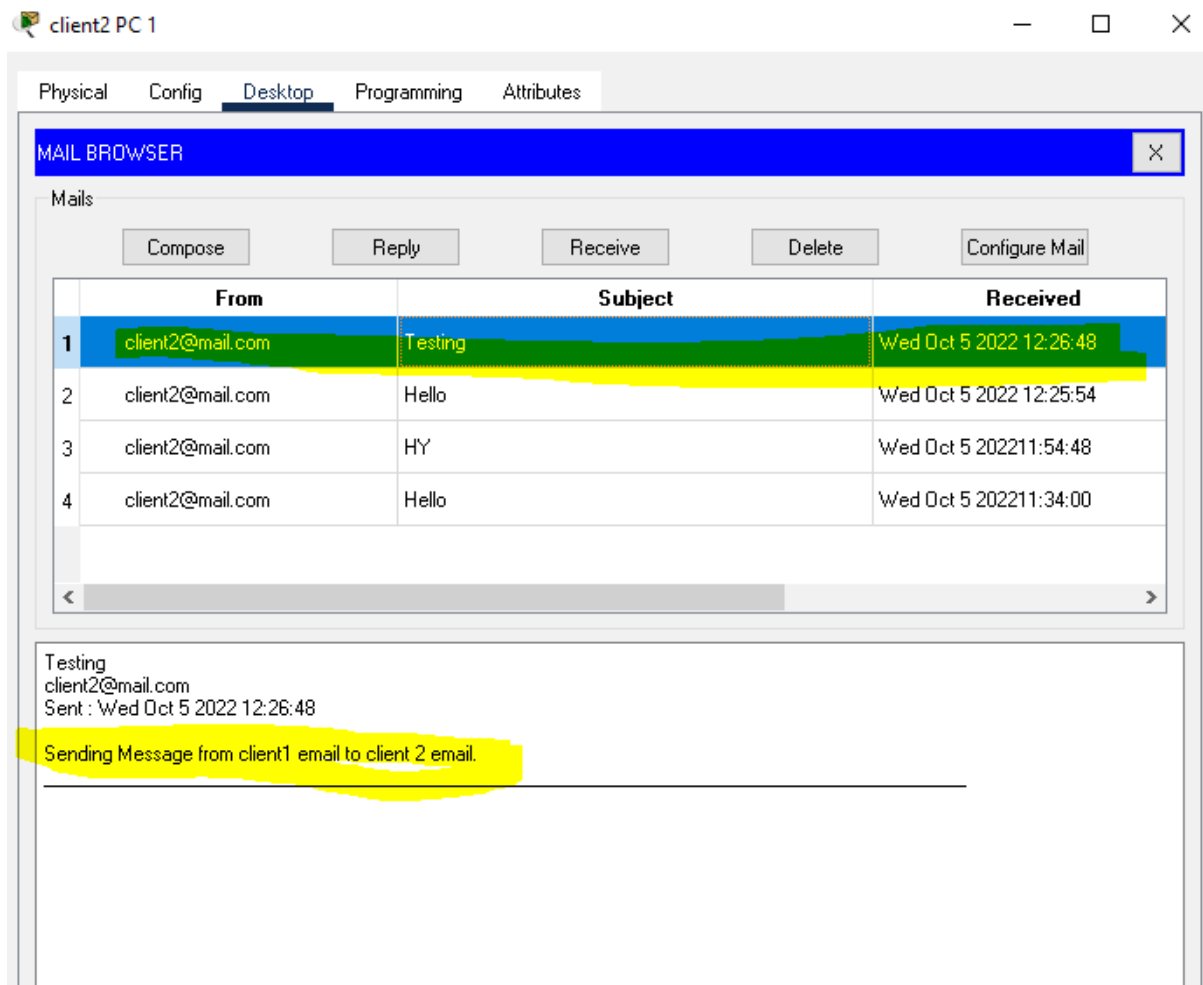 client2 PC 1
Physical Config Desktop Programming Attributes
MAIL BROWSER X
Mails
Compose Reply Receive Delete Configure Mail
From Subject Received
1 client2@mail.com Testing Wed Oct 5 2022 12:26:48
2 client2@mail.com Hello Wed Oct 5 2022 12:25:54
3 client2@mail.com HY Wed Oct 5 202211:54:48
4 client2@mail.com Hello Wed Oct 5 202211:34:00
Testing
client2@mail.com
Sent : Wed Oct 5 2022 12:26:48
Sending Message from client1 email to client 2 email.